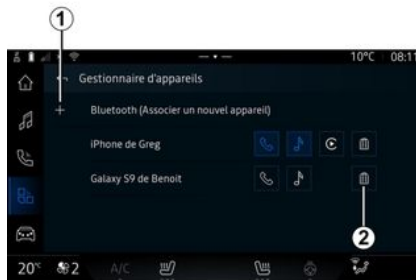 1
10°C 08:11
Gestionnaire d'appareils
Bluetooth (Associer un nouvel appareil)
iPhone de Greg
Galaxy S9 de Benoit
2
20° 2 A/C